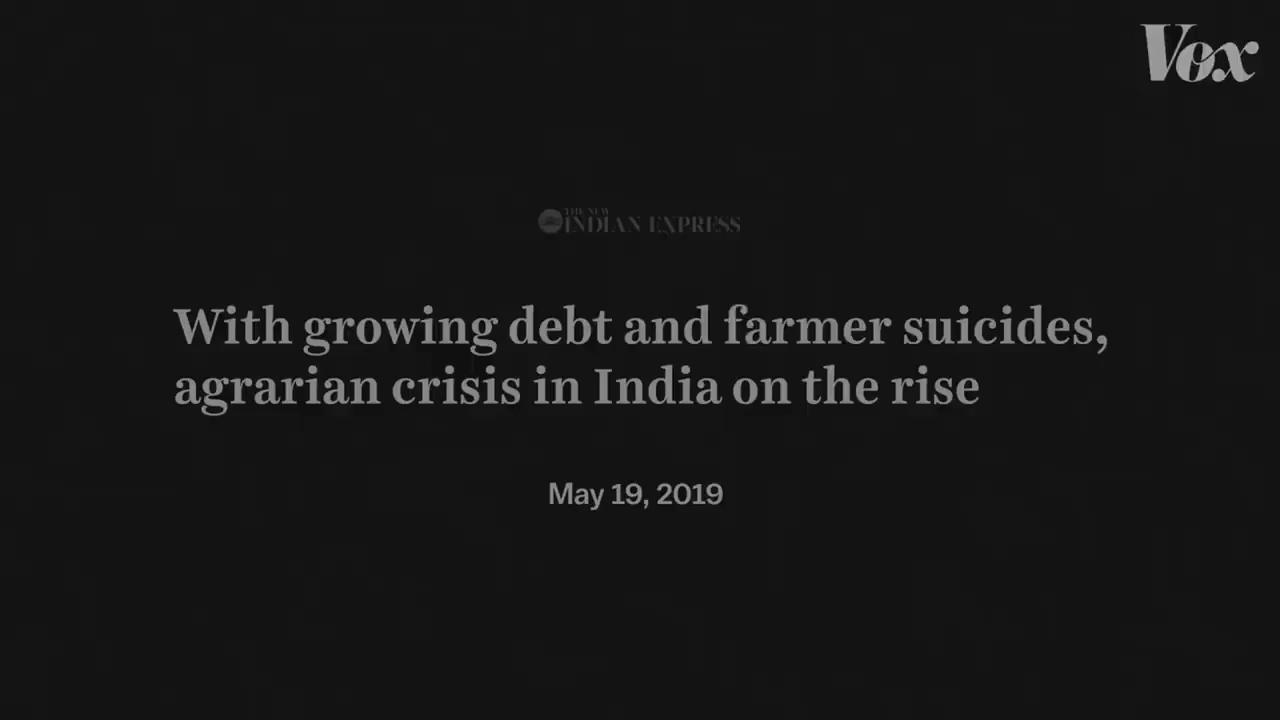 Vox
THE NEW
INDIAN EXPRESS
With growing debt and farmer suicides,
agrarian crisis in India on the rise
May 19, 2019